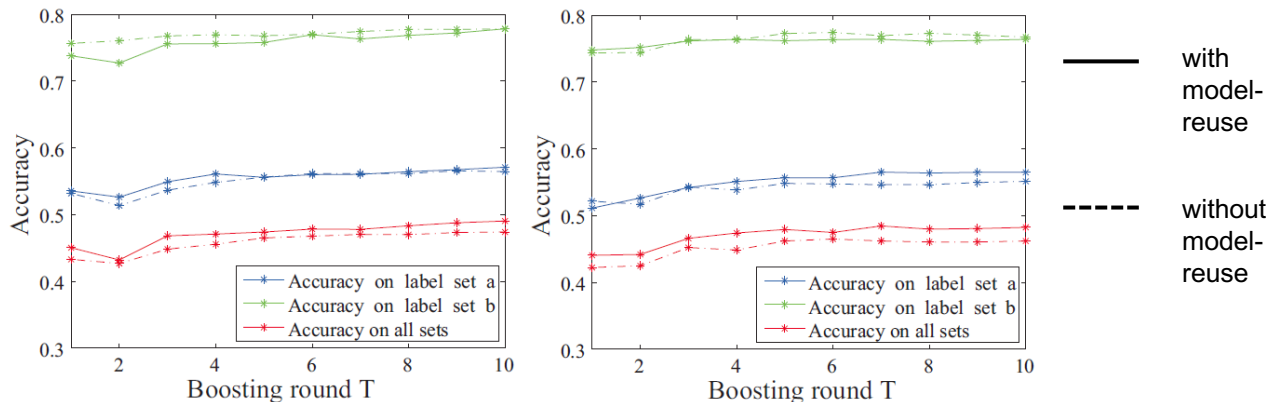 0.8
0.7
0.6
0.5
0.4
0.3
Accuracy
2
4
6
8
10
Boosting round T
Accuracy on label set a
Accuracy on label set b
Accuracy on all sets
0.8
0.7
0.6
0.5
0.4
0.3
Accuracy
2
4
6
8
10
Boosting round T
Accuracy on label set a
Accuracy on label set b
Accuracy on all sets
with
model-
reuse
without
model-
reuse